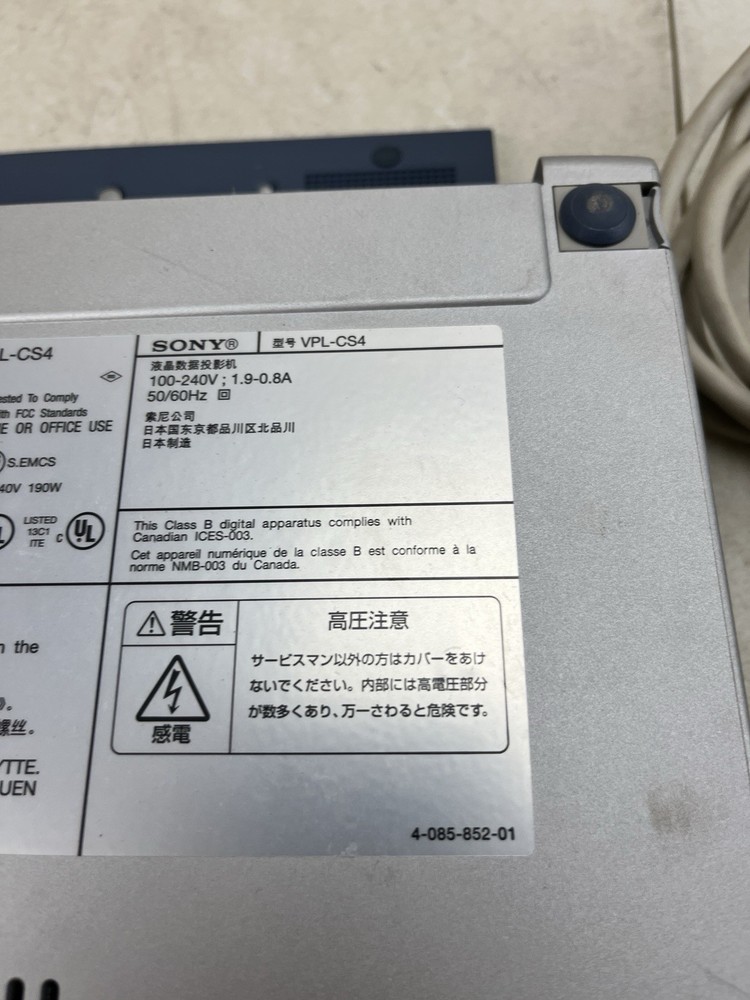 L-CS4
ested To Comply
ith FCC Standards
E OR OFFICE USE
S.EMCS
40V 190W
LISTED
13C1
ITE
C UL
n the
。
螺丝。
YTTE.
UEN
SONY® 型号 VPL-CS4
液晶数据投影机
100-240V ; 1.9-0.8A
50/60Hz
索尼公司
日本国东京都品川区北品川
日本制造
This Class B digital apparatus complies with
Canadian ICES-003.
Cet appareil numérique de la classe B est conforme à la
norme NMB-003 du Canada.
警告
感電
高圧注意
サービスマン以外の方はカバーをあけ
ないでください。内部には高電圧部分
が数多くあり、万一さわると危険です。
4-085-852-01